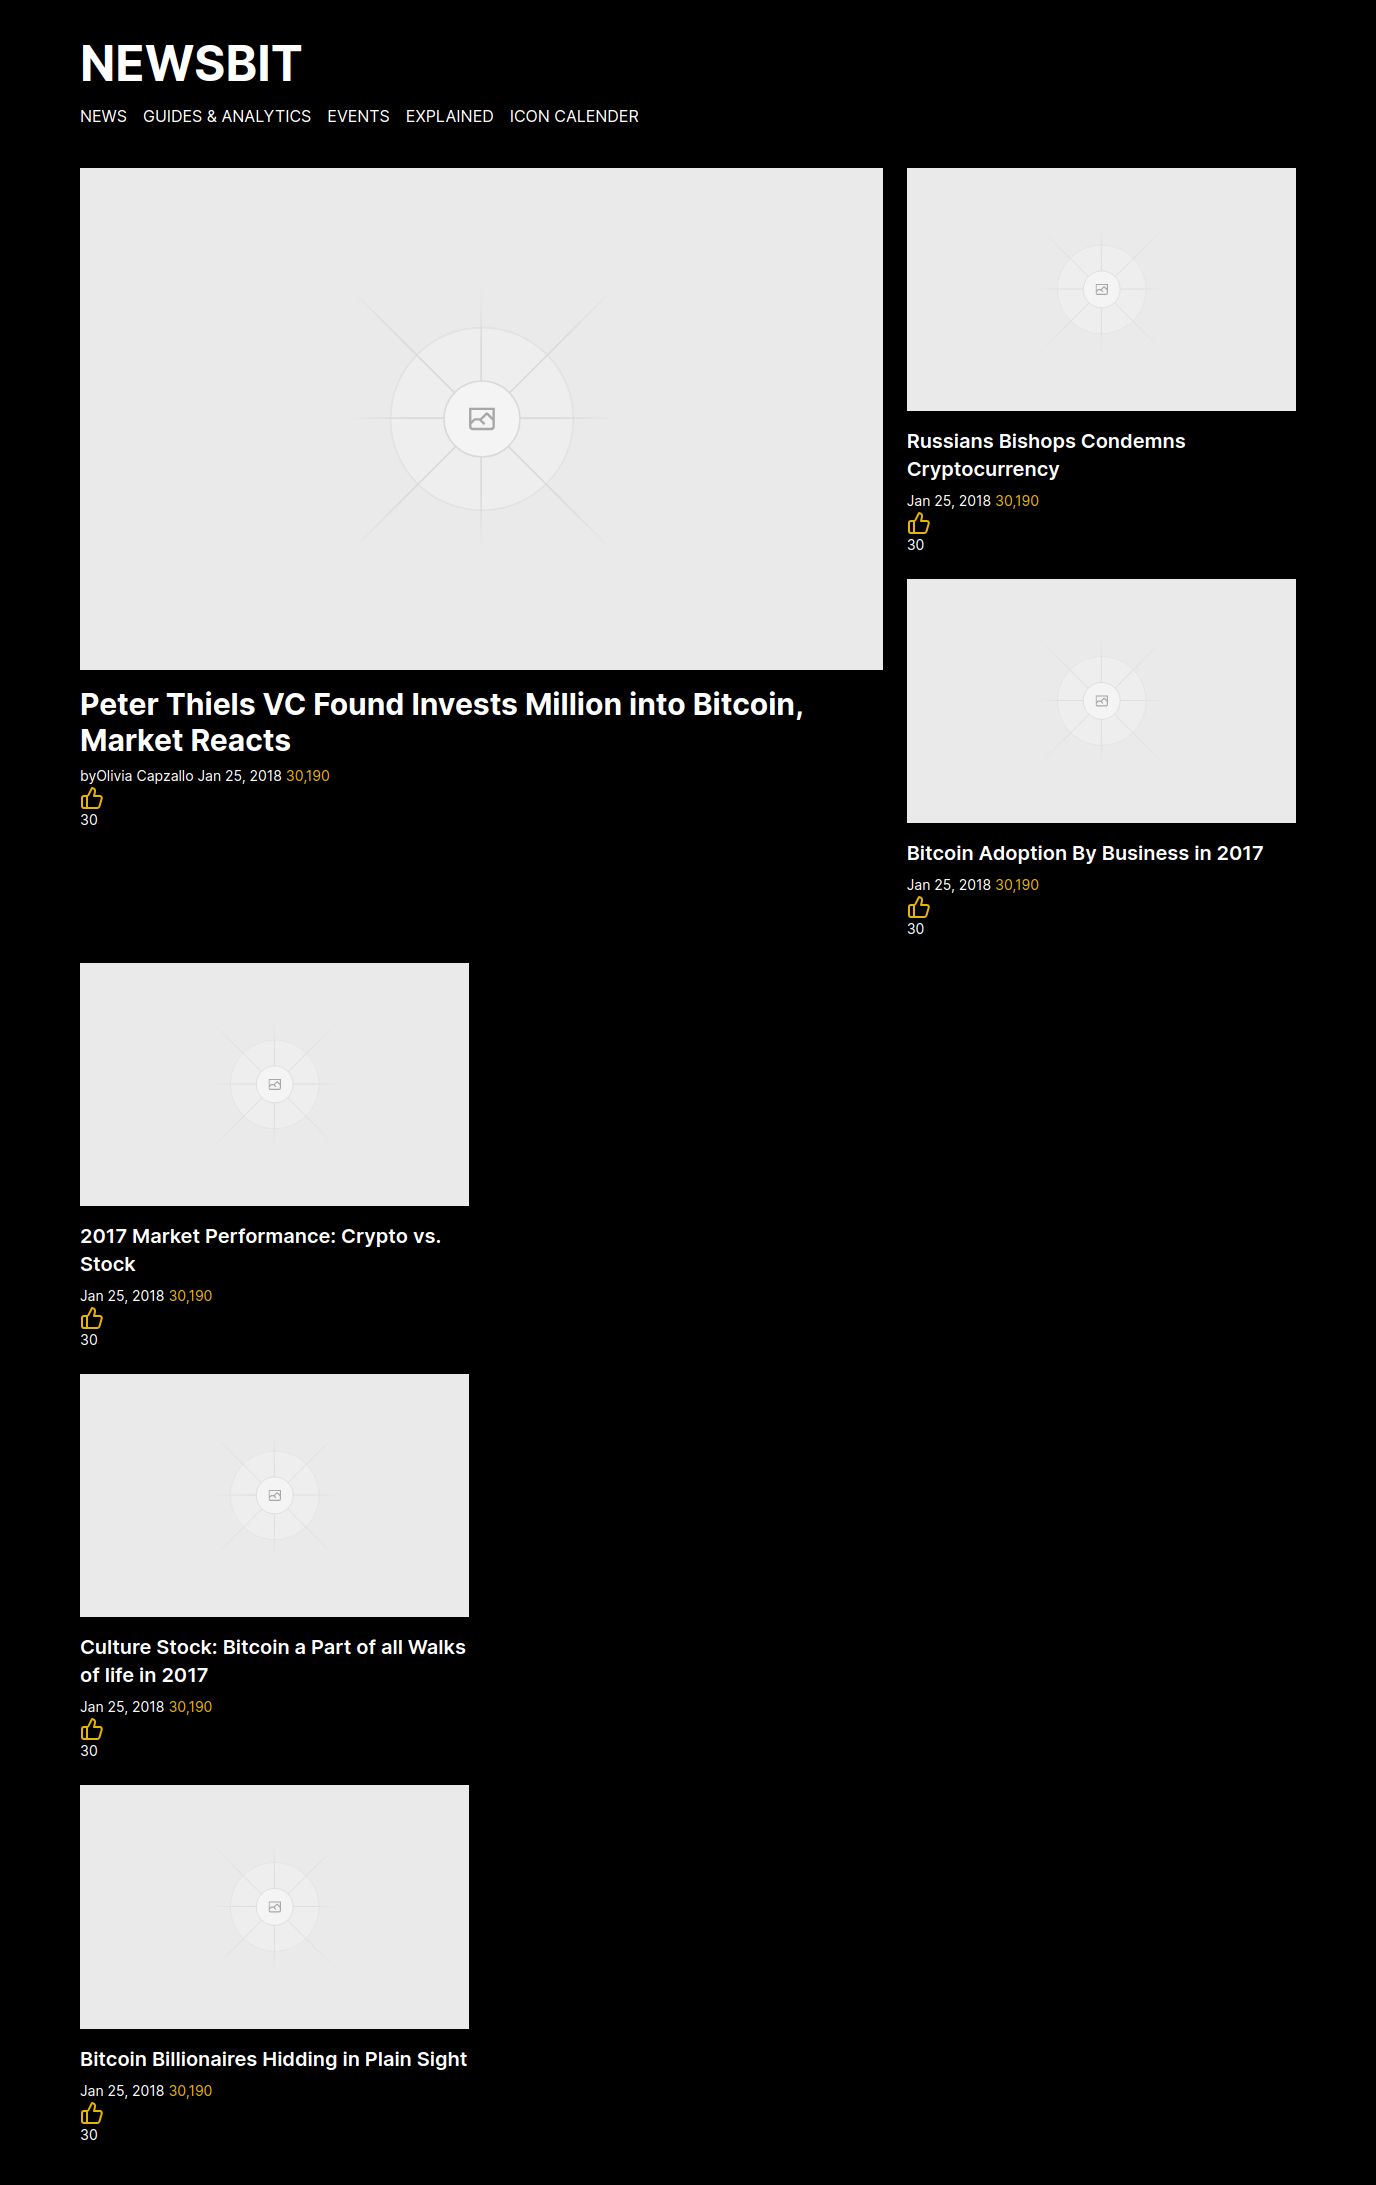 NEWSBIT
NEWS GUIDES & ANALYTICS EVENTS EXPLAINED ICON CALENDER
Peter Thiels VC Found Invests Million into Bitcoin,
Market Reacts
byOlivia Capzallo Jan 25, 2018 30,190
30
Russians Bishops Condemns
Cryptocurrency
Jan 25, 2018 30,190
30
Bitcoin Adoption By Business in 2017
Jan 25, 2018 30,190
30
2017 Market Performance: Crypto vs.
Stock
Jan 25, 2018 30,190
30
Culture Stock: Bitcoin a Part of all Walks
of life in 2017
Jan 25, 2018 30,190
30
Bitcoin Billionaires Hidding in Plain Sight
Jan 25, 2018 30,190
30